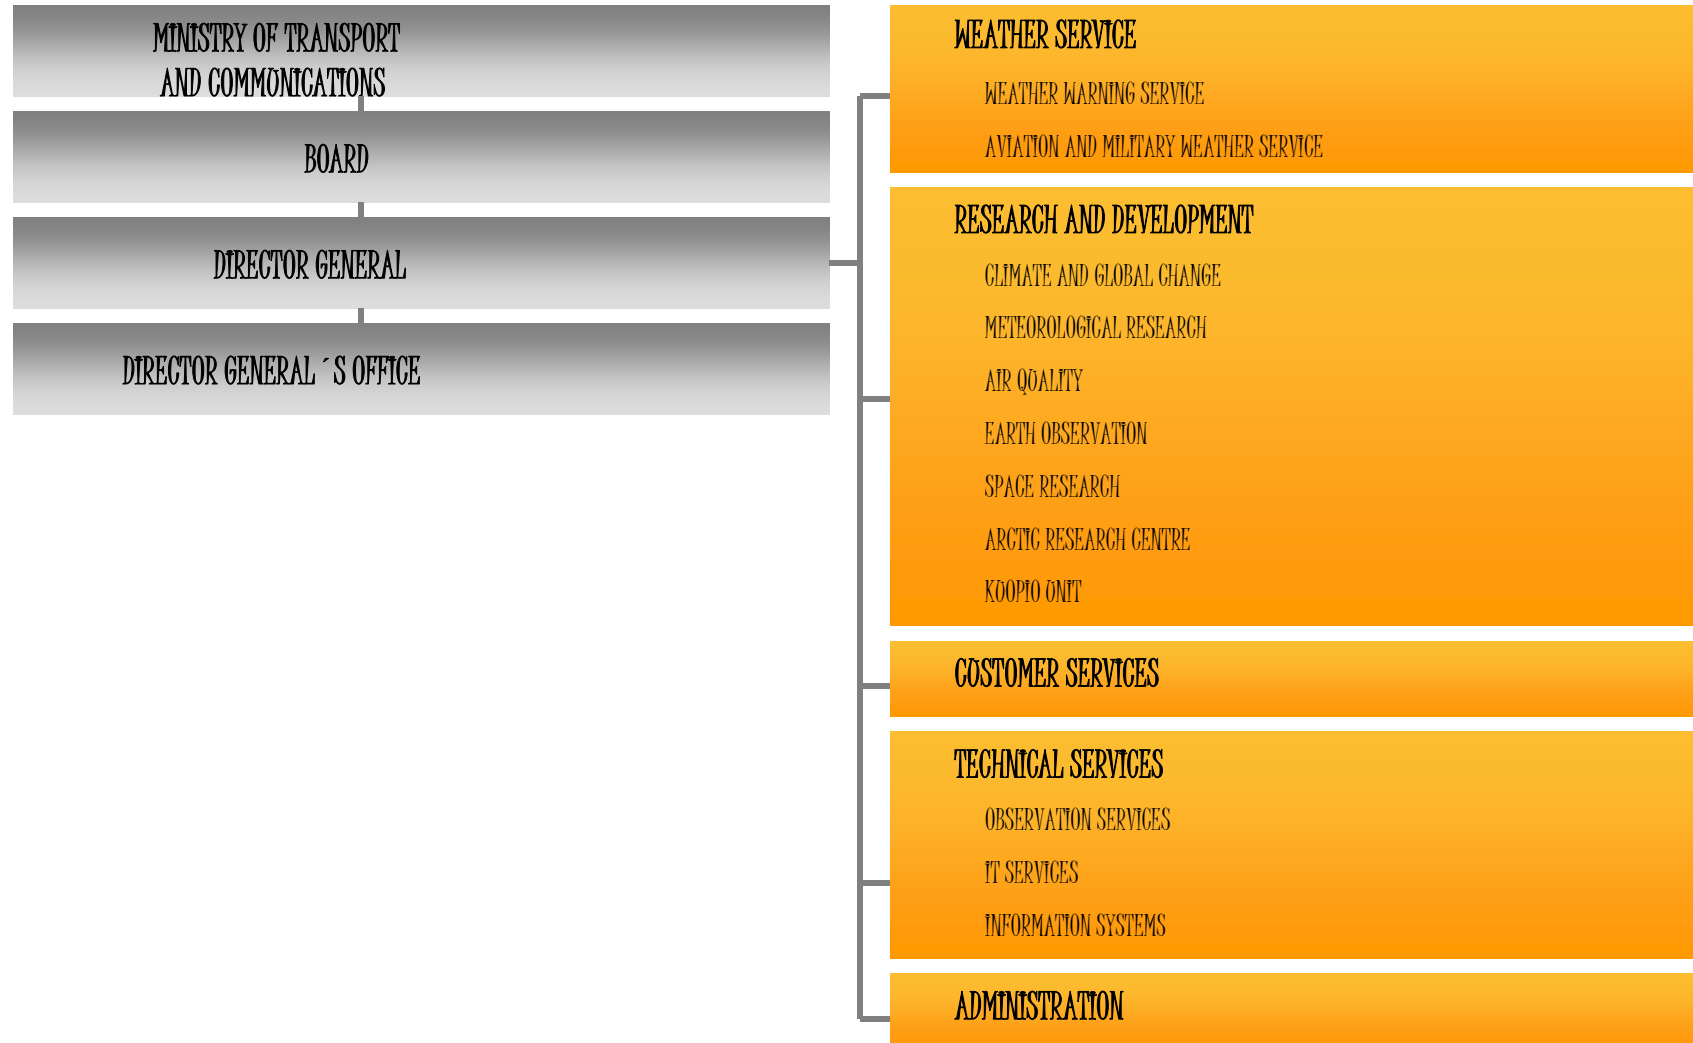 MINISTRY OF TRANSPORT
AND COMMUNICATIONS
BOARD
DIRECTOR GENERAL
DIRECTOR GENERAL ´S OFFICE
WEATHER SERVICE
WEATHER WARNING SERVICE
AVIATION AND MILITARY WEATHER SERVICE
RESEARCH AND DEVELOPMENT
CLIMATE AND GLOBAL CHANGE
METEOROLOGICAL RESEARCH
AIR QUALITY
EARTH OBSERVATION
SPACE RESEARCH
ARCTIC RESEARCH CENTRE
KUOPIO UNIT
CUSTOMER SERVICES
TECHNICAL SERVICES
OBSERVATION SERVICES
IT SERVICES
INFORMATION SYSTEMS
ADMINISTRATION